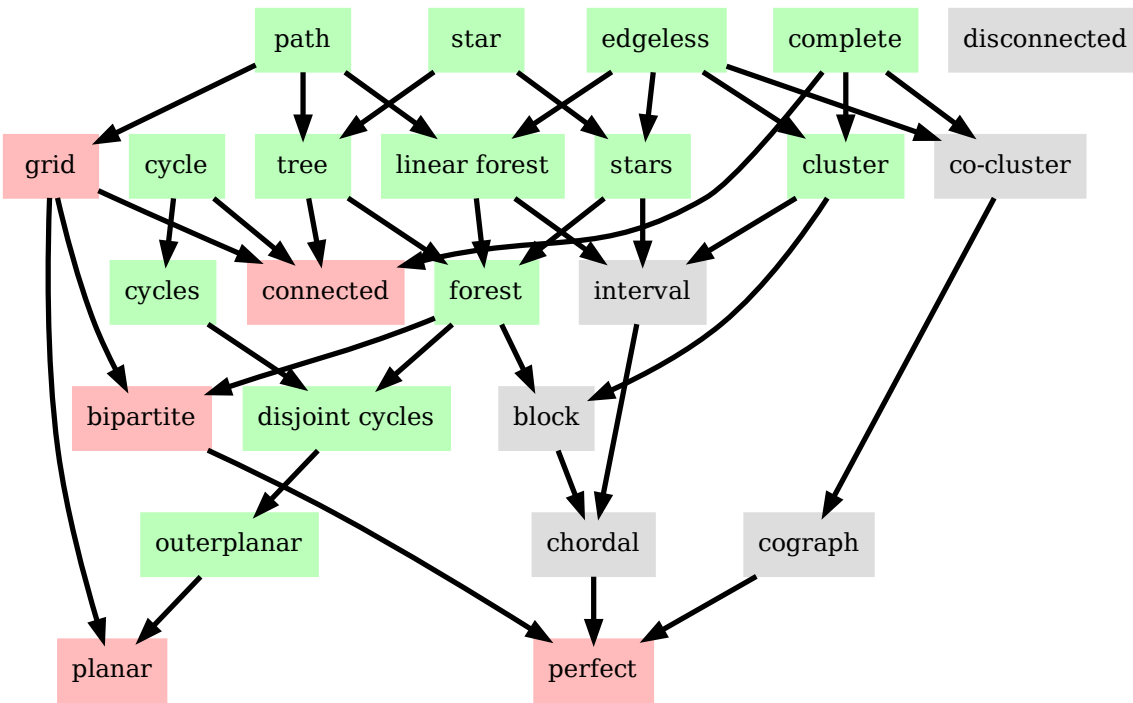 path
star
edgeless
complete
disconnected
grid
cycle
tree
linear forest
stars
cluster
co-cluster
cycles
connected
forest
interval
bipartite
disjoint cycles
block
outerplanar
chordal
cograph
planar
perfect